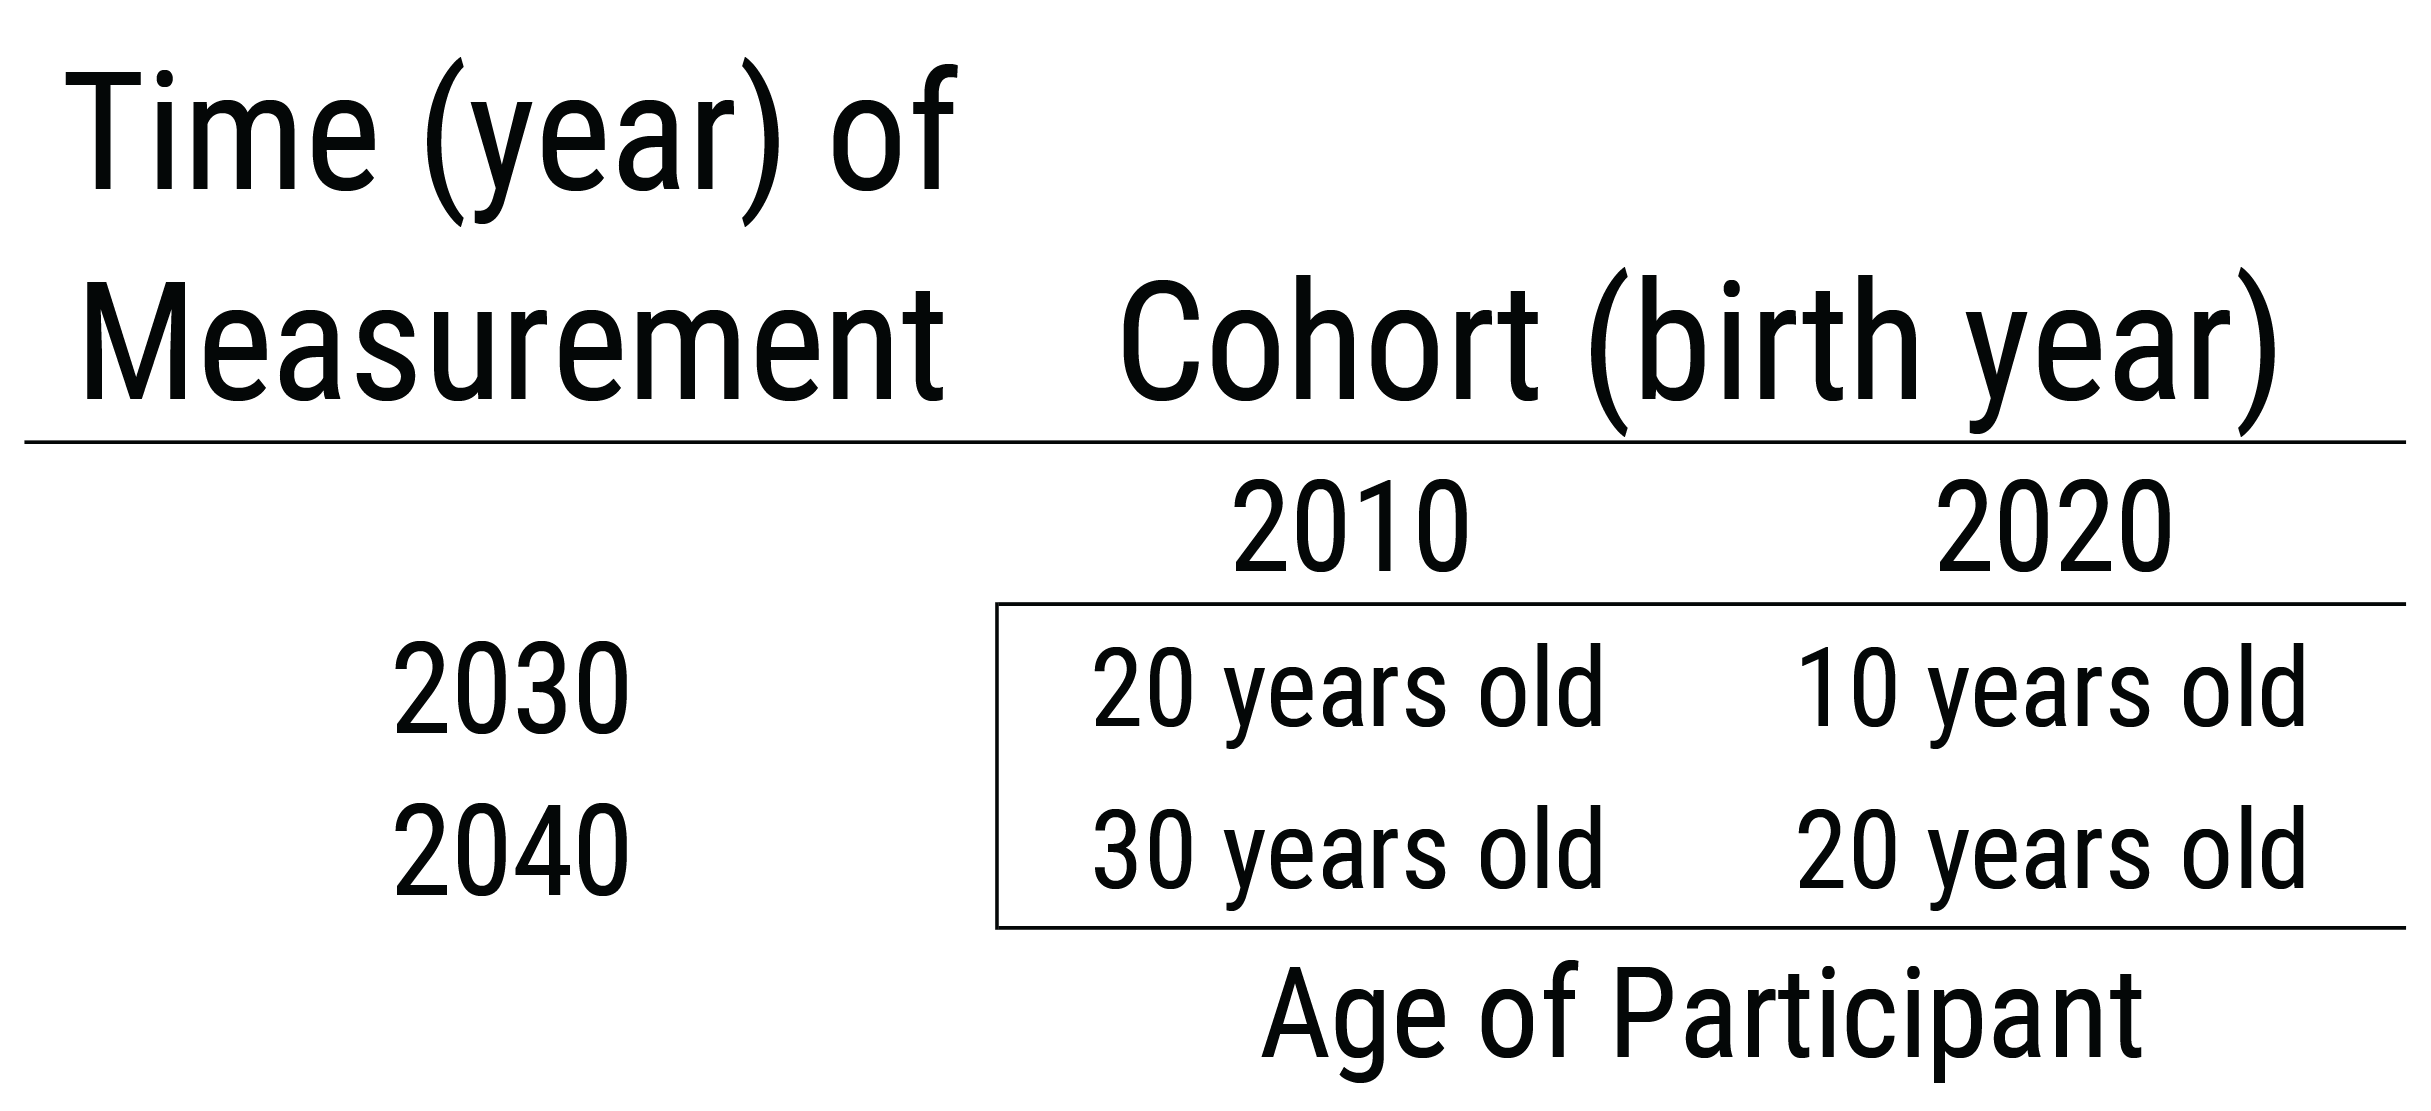 Time (year) of
Measurement Cohort (birth year)
2010 2020
2030 20 years old 10 years old
2040 30 years old 20 years old
Age of Participant